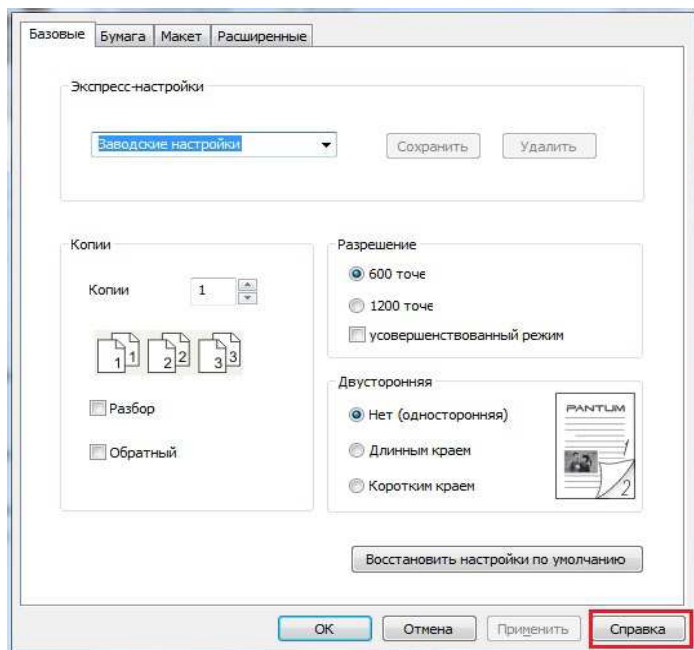 Базовые Бумага Макет Расширенные
Экспресс-настройки
Заводские настройки Сохранить Удалить
Копии
Копии 1
1 1 2 2 3 3
Разбор
Обратный
Разрешение
600 точе
1200 точе
усовершенствованный режим
Двусторонняя
Нет (односторонняя)
Длинным краем
Коротким краем
PANTUM
1
2
Восстановить настройки по умолчанию
OK Отмена Применить Справка